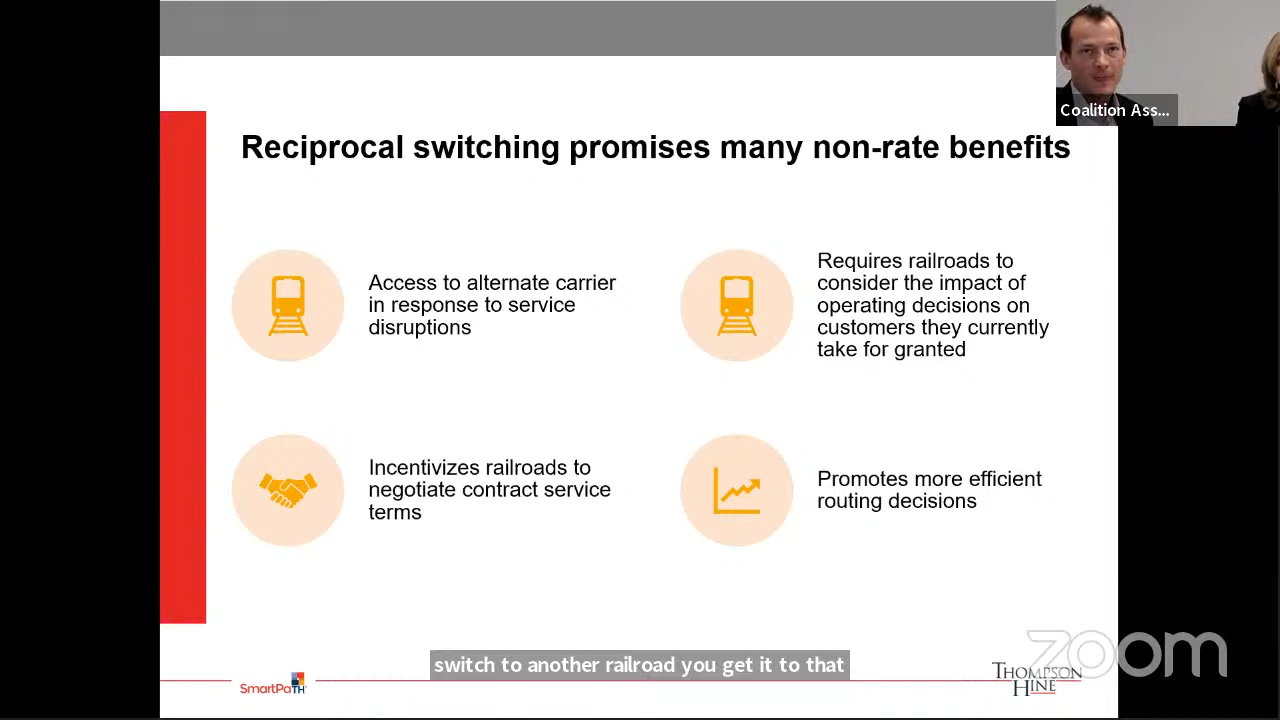 Coalition Ass...
Reciprocal switching promises many non-rate benefits
Access to alternate carrier
in response to service
disruptions
Requires railroads to
consider the impact of
operating decisions on
customers they currently
take for granted
Incentivizes railroads to
negotiate contract service
terms
Promotes more efficient
routing decisions
switch to another railroad you get it to that
SmartPaTH
THOMPSON
HINE
zoom